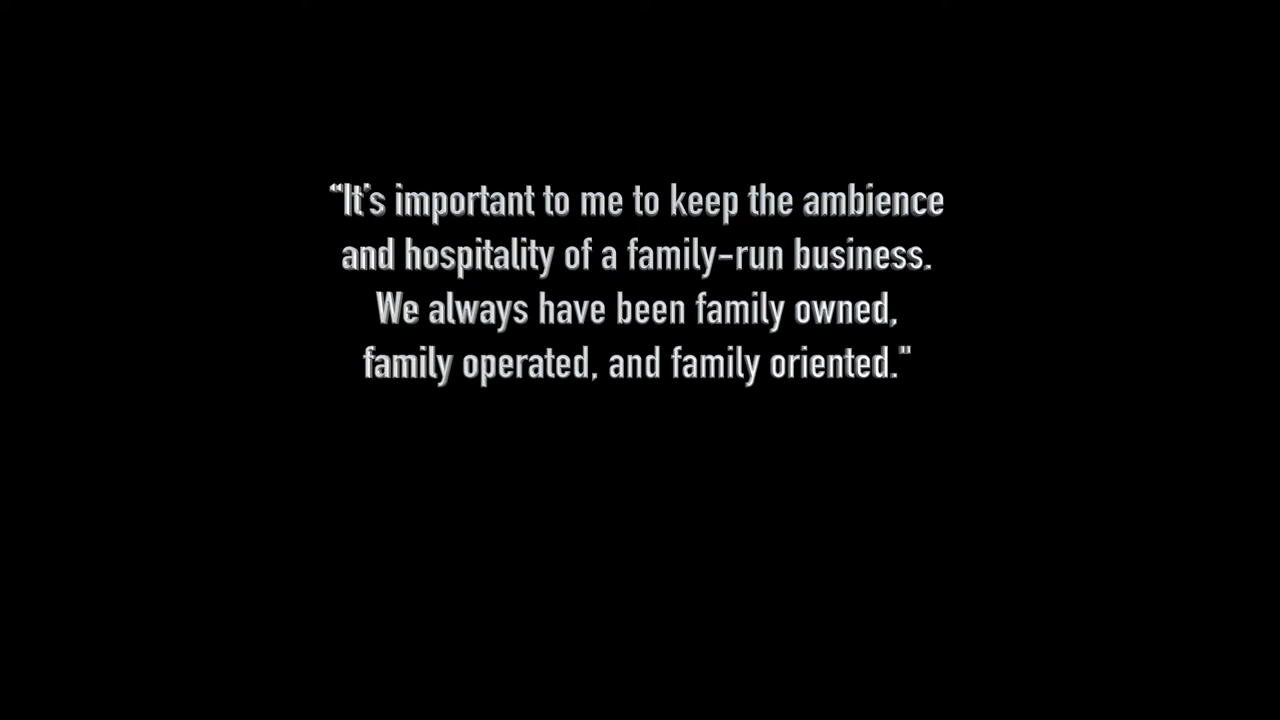 “It’s important to me to keep the ambience
and hospitality of a family-run business.
We always have been family owned,
family operated, and family oriented."